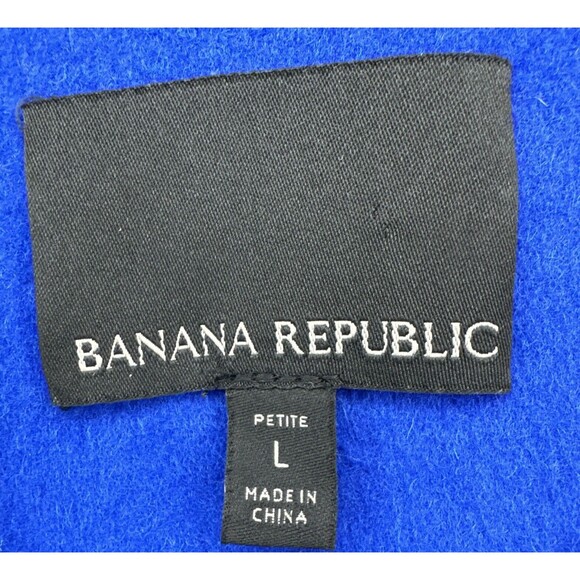 BANANA REPUBLIC
PETITE
L
MADE IN
CHINA